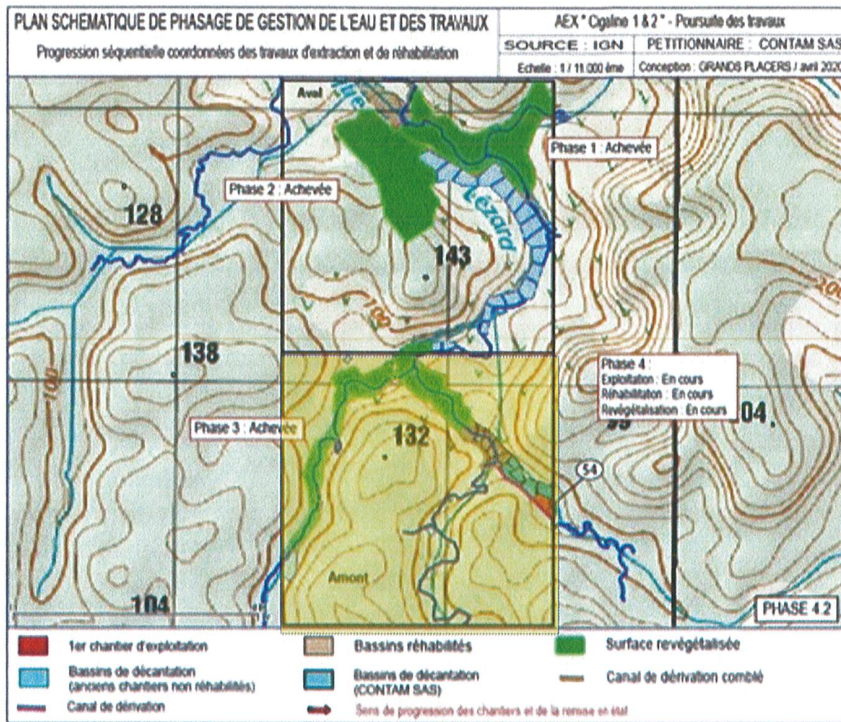 PLAN SCHEMATIQUE DE PHASAGE DE GESTION DE L'EAU ET DES TRAVAUX
Progression séquentielle coordonnées des travaux d'extraction et de réhabilitation
AEX " Cigaline 1 & 2 " - Poursuite des travaux
SOURCE : IGN
PETITIONNAIRE : CONTAM SAS
Echelle : 1 / 11 000 ème
Conception : GRANDS PLACERS / avril 2020
Aval
Phase 1 : Achevée
Phase 2 : Achevée
128
Lézard
143
100
200
138
100
Phase 4 :
Exploitation : En cours
Réhabilitation : En cours
Revégétalisation : En cours
104
Phase 3 : Achevée
132
54
Amont
104
PHASE 4.2
1er chantier d'exploitation
Bassins réhabilités
Surface revégétalisée
Bassins de décantation
(anciens chantiers non réhabilités)
Bassins de décantation
(CONTAM SAS)
Canal de dérivation comblé
Canal de dérivation
Sens de progression des chantiers et de la remise en état